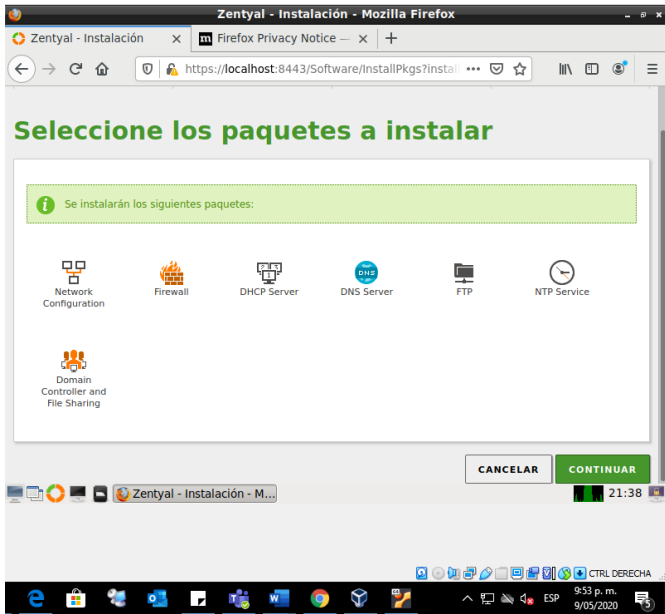 Zentyal - Instalación - Mozilla Firefox
Zentyal - Instalación
Firefox Privacy Notice —
https://localhost:8443/Software/InstallPkgs?instal
Seleccione los paquetes a instalar
Se instalarán los siguientes paquetes:
Network Configuration
Firewall
DHCP Server
DNS
DNS Server
FTP
NTP Service
Domain Controller and File Sharing
CANCELAR
CONTINUAR
Zentyal - Instalación - M...
21:38
CTRL DERECHA
ESP
9:53 p. m.
9/05/2020